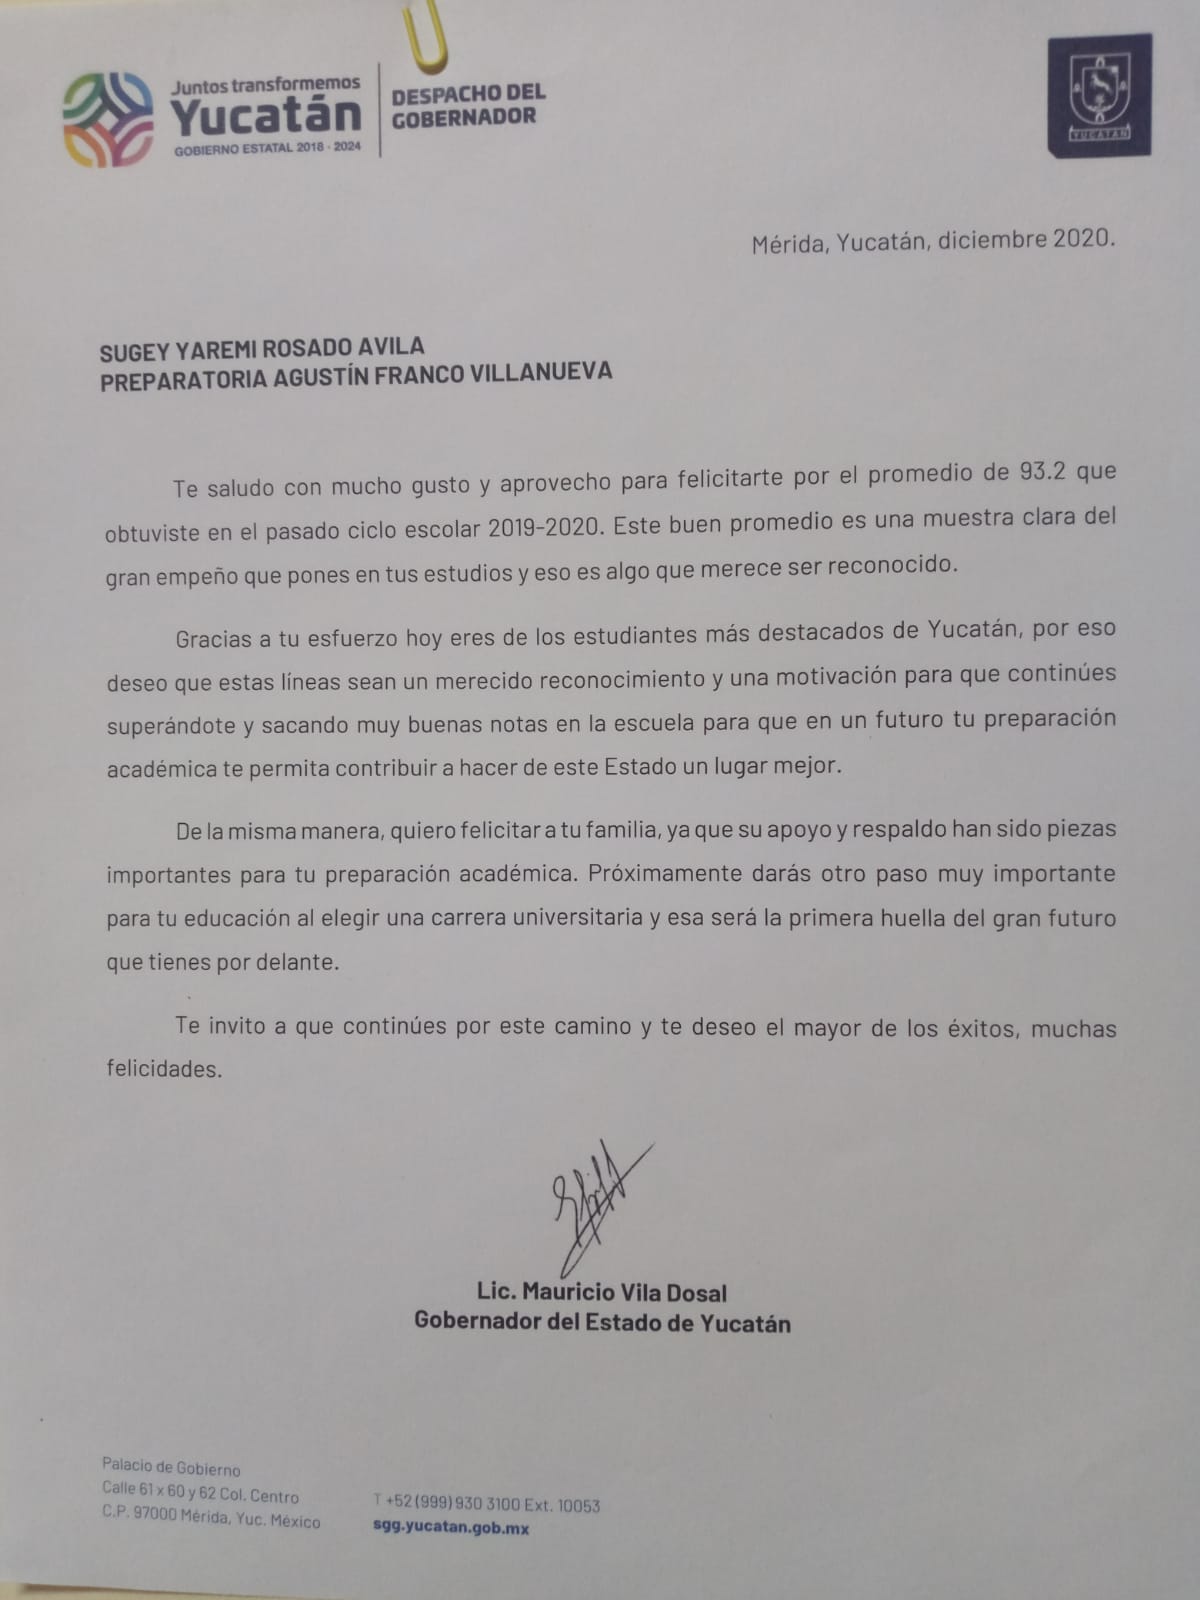 Juntos transformemos
Yucatán
GOBIERNO ESTATAL 2018 - 2024
DESPACHO DEL
GOBERNADOR
YUCATÁN
Mérida, Yucatán, diciembre 2020.
SUGEY YAREMI ROSADO AVILA
PREPARATORIA AGUSTÍN FRANCO VILLANUEVA
Te saludo con mucho gusto y aprovecho para felicitarte por el promedio de 93.2 que
obtuviste en el pasado ciclo escolar 2019-2020. Este buen promedio es una muestra clara del
gran empeño que pones en tus estudios y eso es algo que merece ser reconocido.
Gracias a tu esfuerzo hoy eres de los estudiantes más destacados de Yucatán, por eso
deseo que estas líneas sean un merecido reconocimiento y una motivación para que continúes
superándote y sacando muy buenas notas en la escuela para que en un futuro tu preparación
académica te permita contribuir a hacer de este Estado un lugar mejor.
De la misma manera, quiero felicitar a tu familia, ya que su apoyo y respaldo han sido piezas
importantes para tu preparación académica. Próximamente darás otro paso muy importante
para tu educación al elegir una carrera universitaria y esa será la primera huella del gran futuro
que tienes por delante.
Te invito a que continúes por este camino y te deseo el mayor de los éxitos, muchas
felicidades.
Lic. Mauricio Vila Dosal
Gobernador del Estado de Yucatán
Palacio de Gobierno
Calle 61 x 60 y 62 Col. Centro
C.P. 97000 Mérida, Yuc. México
T +52 (999) 930 3100 Ext. 10053
sgg.yucatan.gob.mx